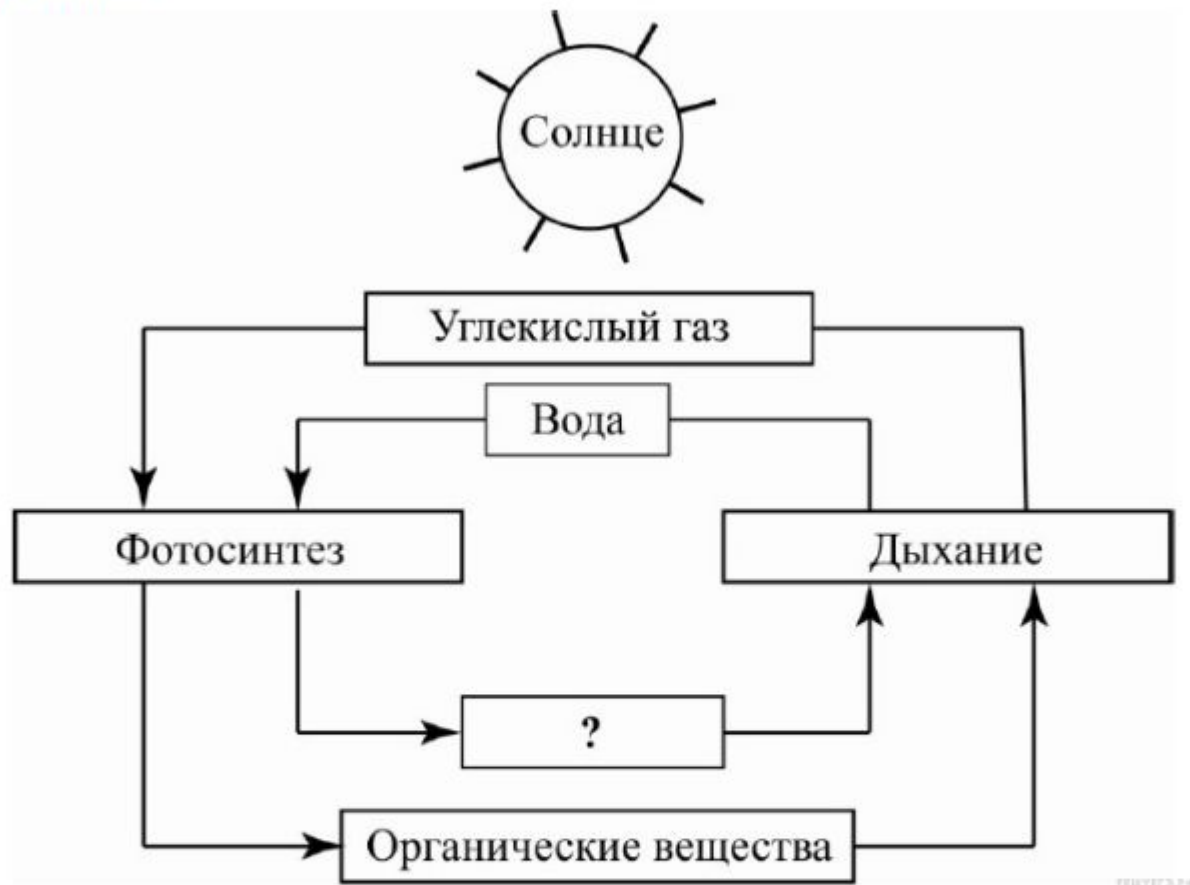 Солнце
Углекислый газ
Вода
Фотосинтез
Дыхание
?
Органические вещества